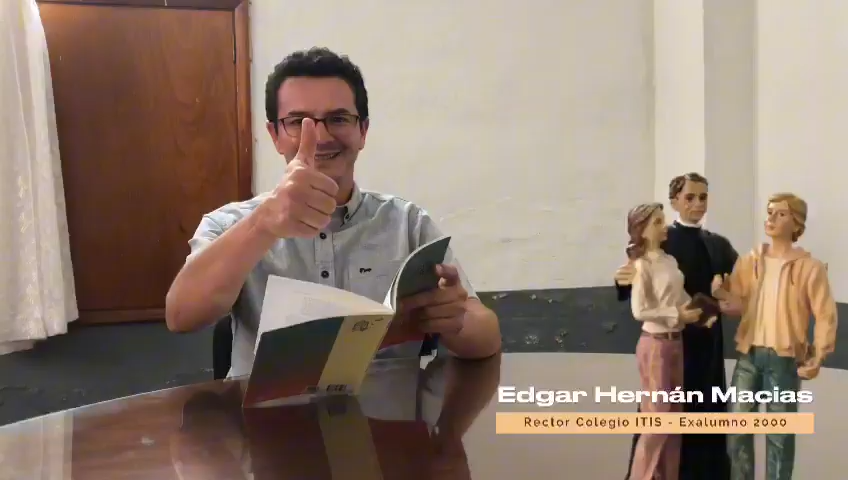 Edgar Hernán Macias
Rector Colegio ITIS - Exalumno 2000